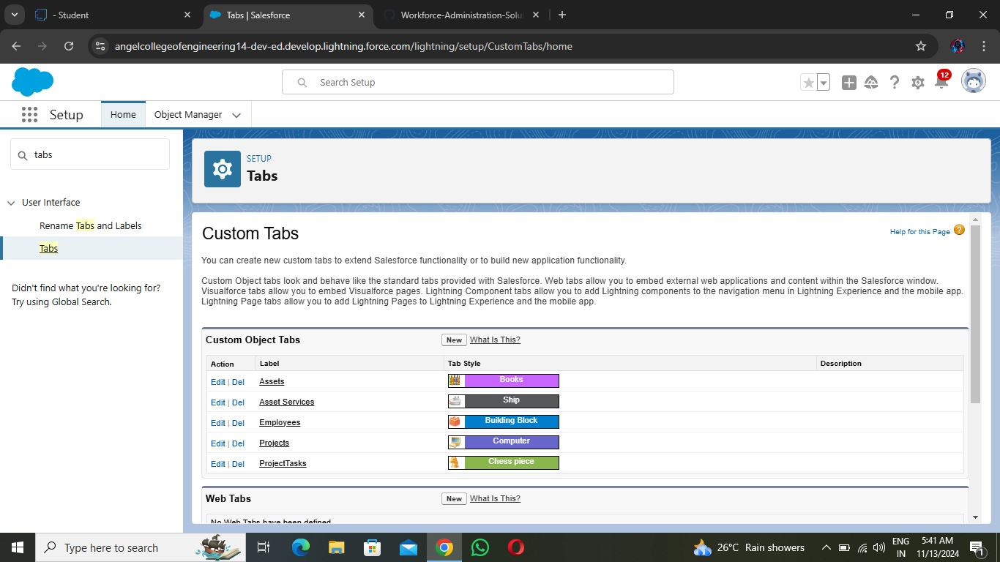 - Student
Tabs | Salesforce
Workforce-Administration-Solu
angelcollegeofengineering14-dev-ed.develop.lightning.force.com/lightning/setup/CustomTabs/home
Search Setup
12
Setup
Home
Object Manager
tabs
User Interface
Rename Tabs and Labels
Tabs
Didn't find what you're looking for?
Try using Global Search.
SETUP
Tabs
Custom Tabs
Help for this Page
You can create new custom tabs to extend Salesforce functionality or to build new application functionality.
Custom Object tabs look and behave like the standard tabs provided with Salesforce. Web tabs allow you to embed external web applications and content within the Salesforce window.
Visualforce tabs allow you to embed Visualforce pages. Lightning Component tabs allow you to add Lightning components to the navigation menu in Lightning Experience and the mobile app.
Lightning Page tabs allow you to add Lightning Pages to Lightning Experience and the mobile app.
Custom Object Tabs New What Is This?
Action Label Tab Style Description
Edit | Del Assets Books
Edit | Del Asset Services Ship
Edit | Del Employees Building Block
Edit | Del Projects Computer
Edit | Del ProjectTasks Chess piece
Web Tabs New What Is This?
No Web Tabs have been defined
Type here to search
26°C Rain showers
ENG
IN
5:41 AM
11/13/2024
1